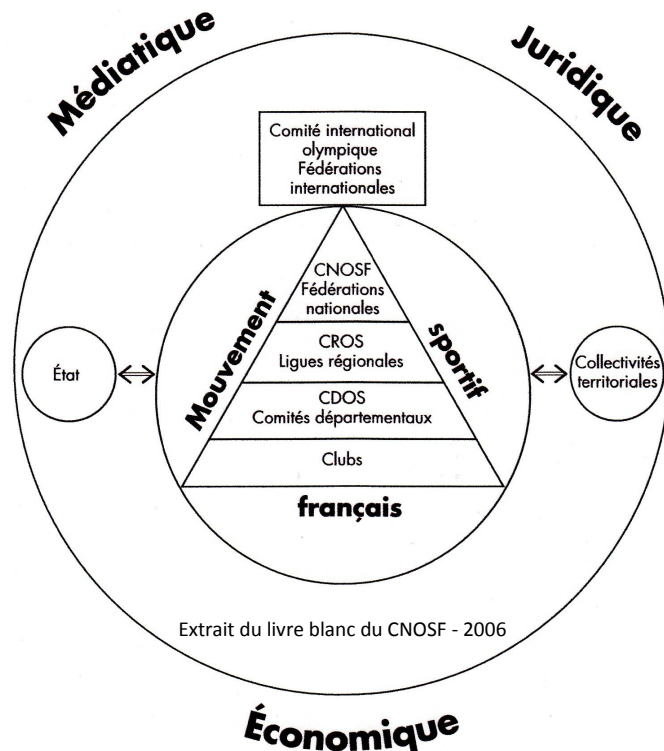 Médiatique
Juridique
Comité international
olympique
Fédérations
internationales
CNOSF
Fédérations
nationales
Mouvement
sportif
CROS
Ligues régionales
État
Collectivités
territoriales
CDOS
Comités départementaux
Clubs
français
Extrait du livre blanc du CNOSF - 2006
Économique